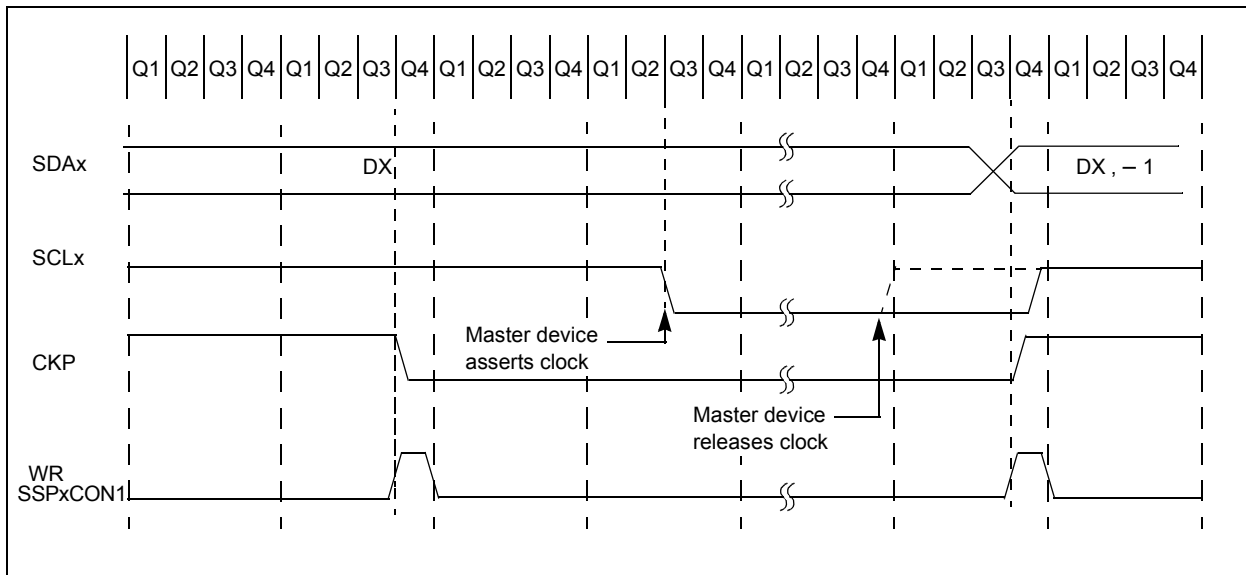 Q1 Q2 Q3 Q4 Q1 Q2 Q3 Q4 Q1 Q2 Q3 Q4 Q1 Q2 Q3 Q4 Q1 Q2 Q3 Q4 Q1 Q2 Q3 Q4 Q1 Q2 Q3 Q4
SDAx
DX
DX , – 1
SCLx
Master device
asserts clock
CKP
Master device
releases clock
WR
SSPxCON1